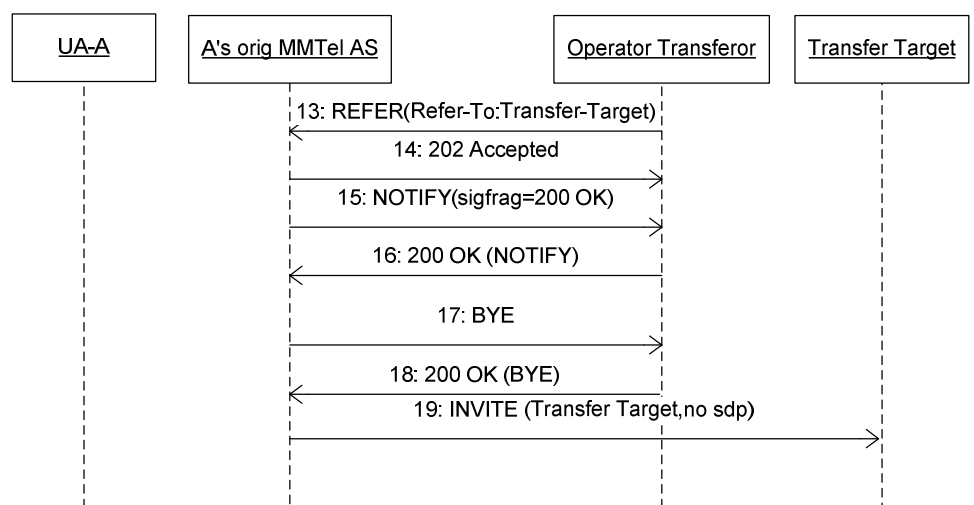 UA-A
A's orig MMTel AS
Operator Transferor
Transfer Target
13: REFER(Refer-To:Transfer-Target)
14: 202 Accepted
15: NOTIFY(sigfrag=200 OK)
16: 200 OK (NOTIFY)
17: BYE
18: 200 OK (BYE)
19: INVITE (Transfer Target,no sdp)